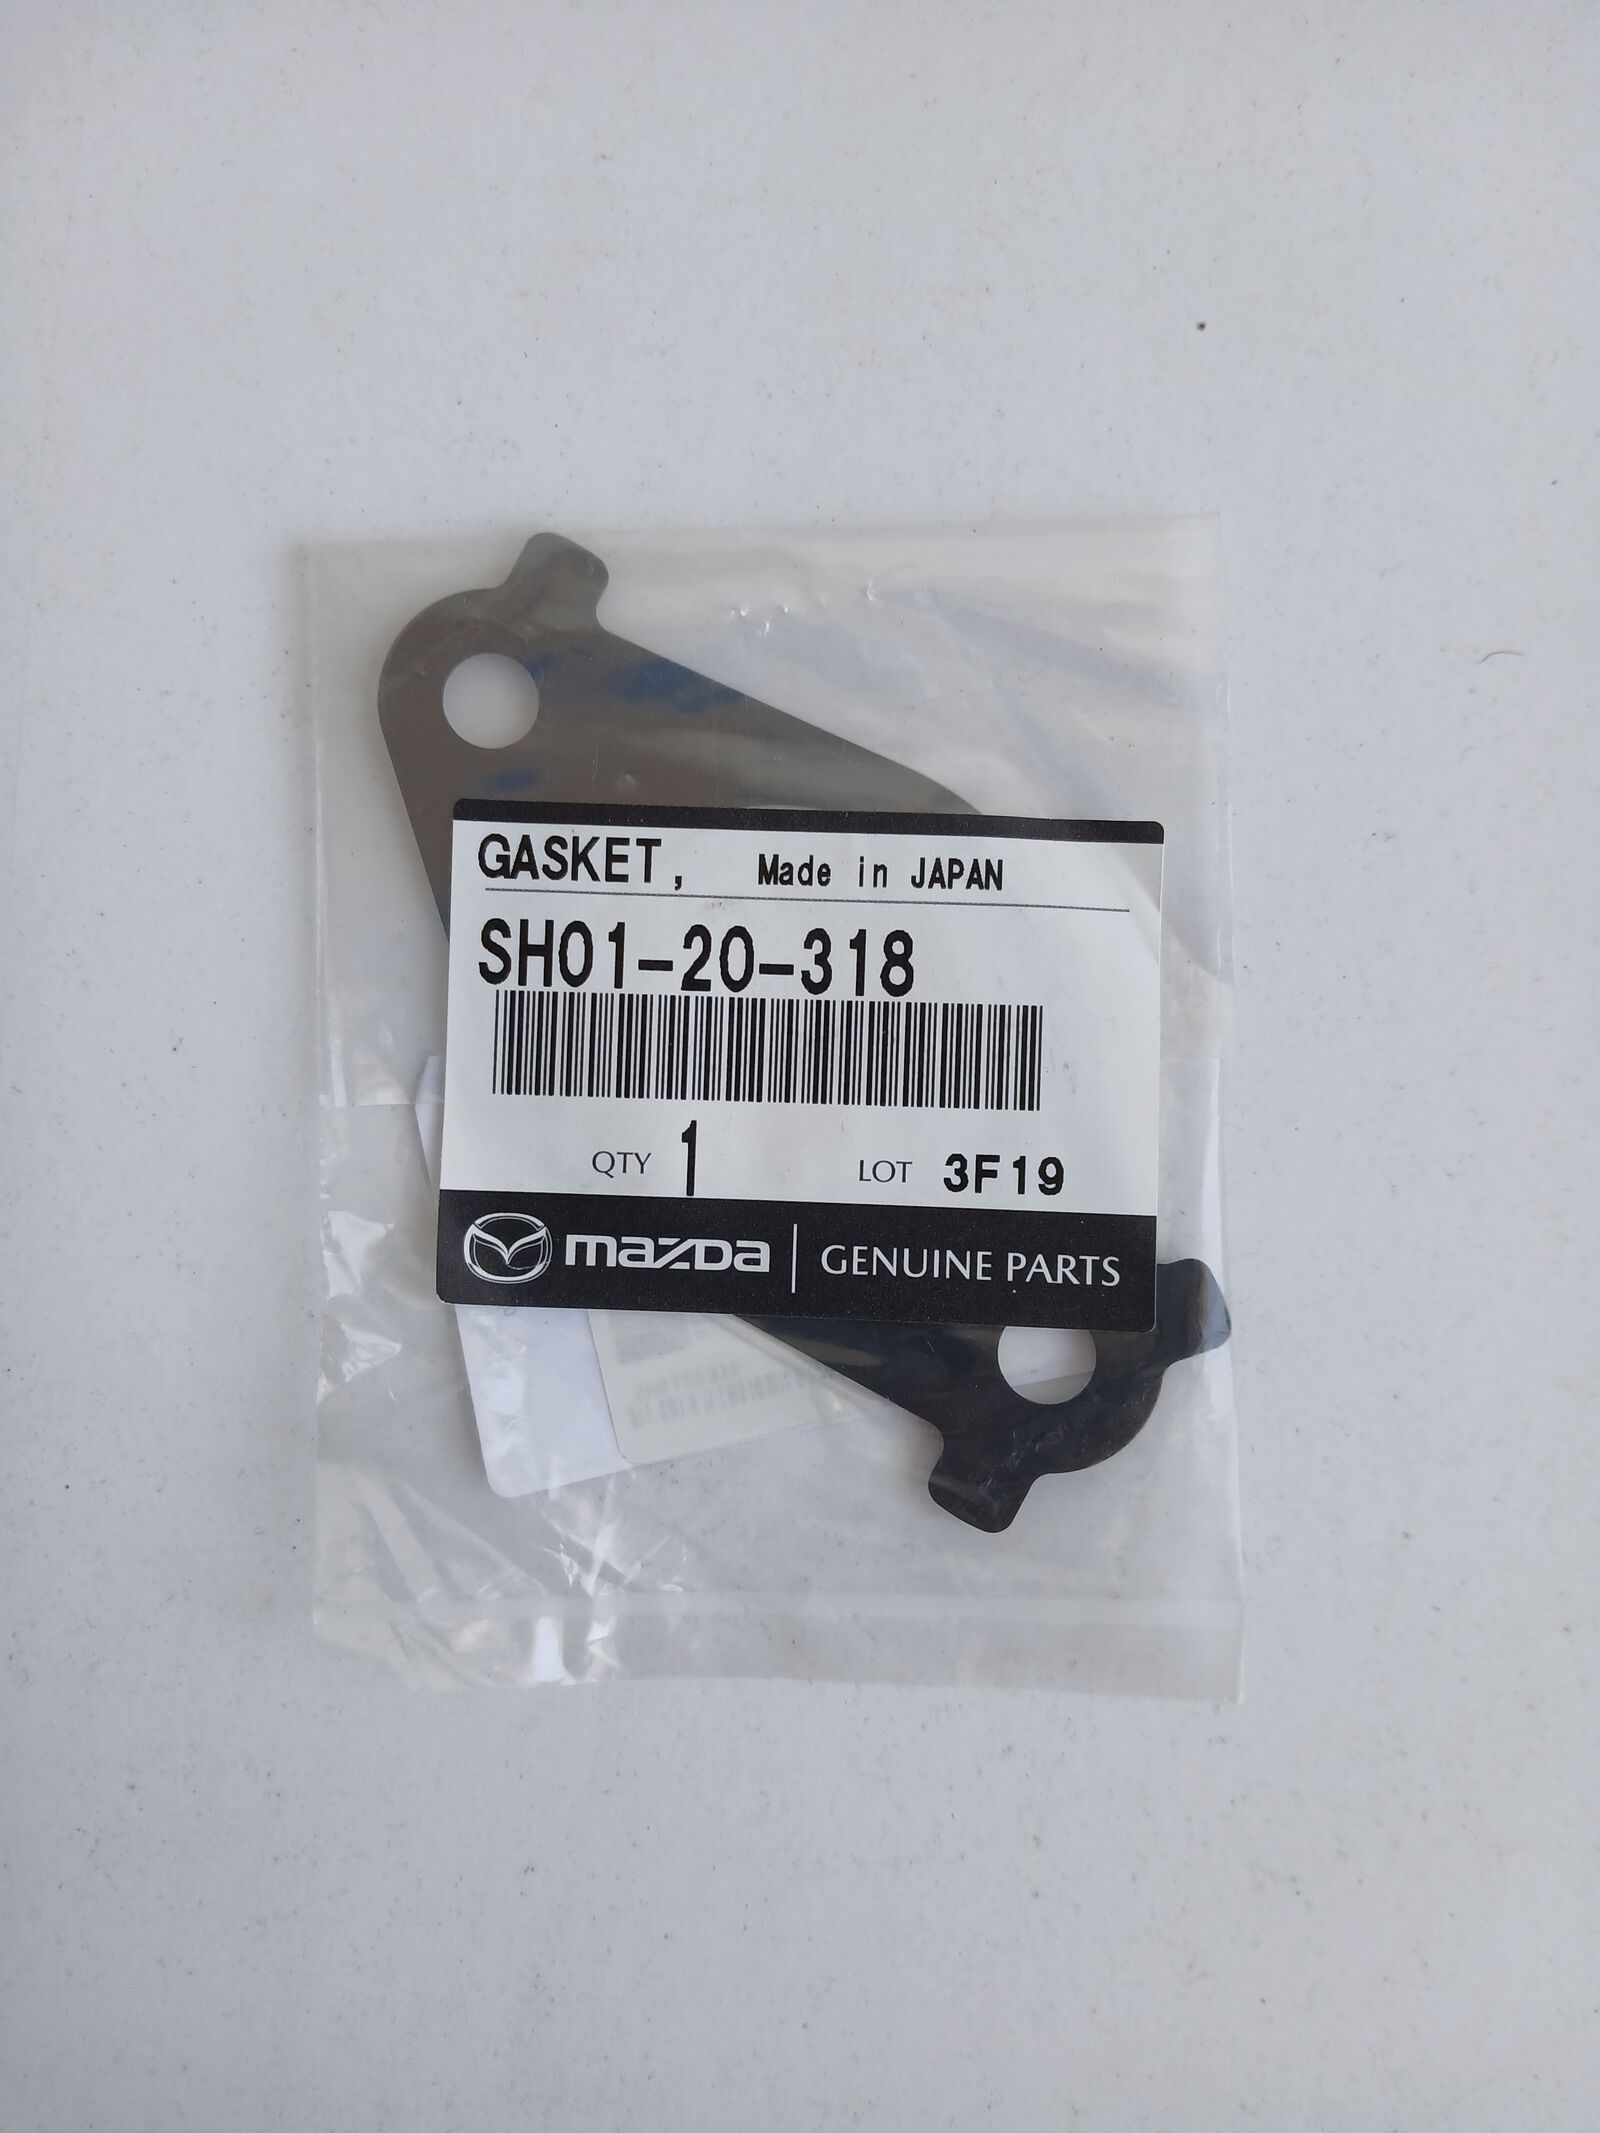 GASKET, Made in JAPAN
SH01-20-318
QTY 1 LOT 3F19
mazda GENUINE PARTS